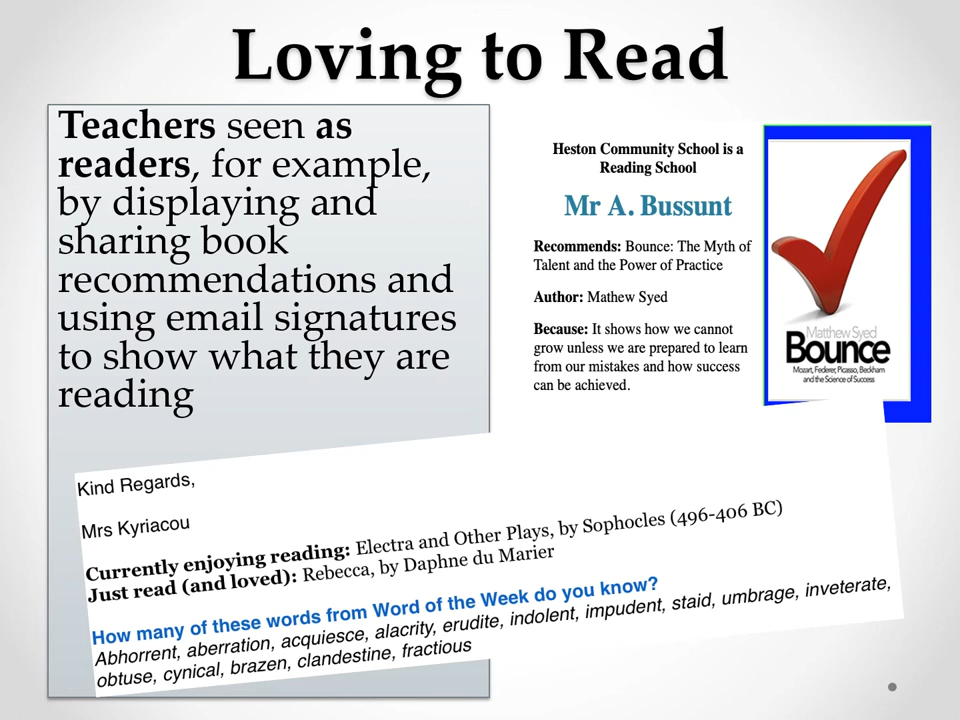 Loving to Read
Teachers seen as
readers, for example,
by displaying and
sharing book
recommendations and
using email signatures
to show what they are
reading
Heston Community School is a
Reading School
Mr A. Bussunt
Recommends: Bounce: The Myth of
Talent and the Power of Practice
Author: Mathew Syed
Because: It shows how we cannot
grow unless we are prepared to learn
from our mistakes and how success
can be achieved.
Matthew Syed
Bounce
Mozart, Federer, Picasso, Beckham
and the Science of Success
Kind Regards,
Mrs Kyriacou
Currently enjoying reading: Electra and Other Plays, by Sophocles (496-406 BC)
Just read (and loved): Rebecca, by Daphne du Marier
How many of these words from Word of the Week do you know?
Abhorrent, aberration, acquiesce, alacrity, erudite, indolent, impudent, staid, umbrage, inveterate,
obtuse, cynical, brazen, clandestine, fractious